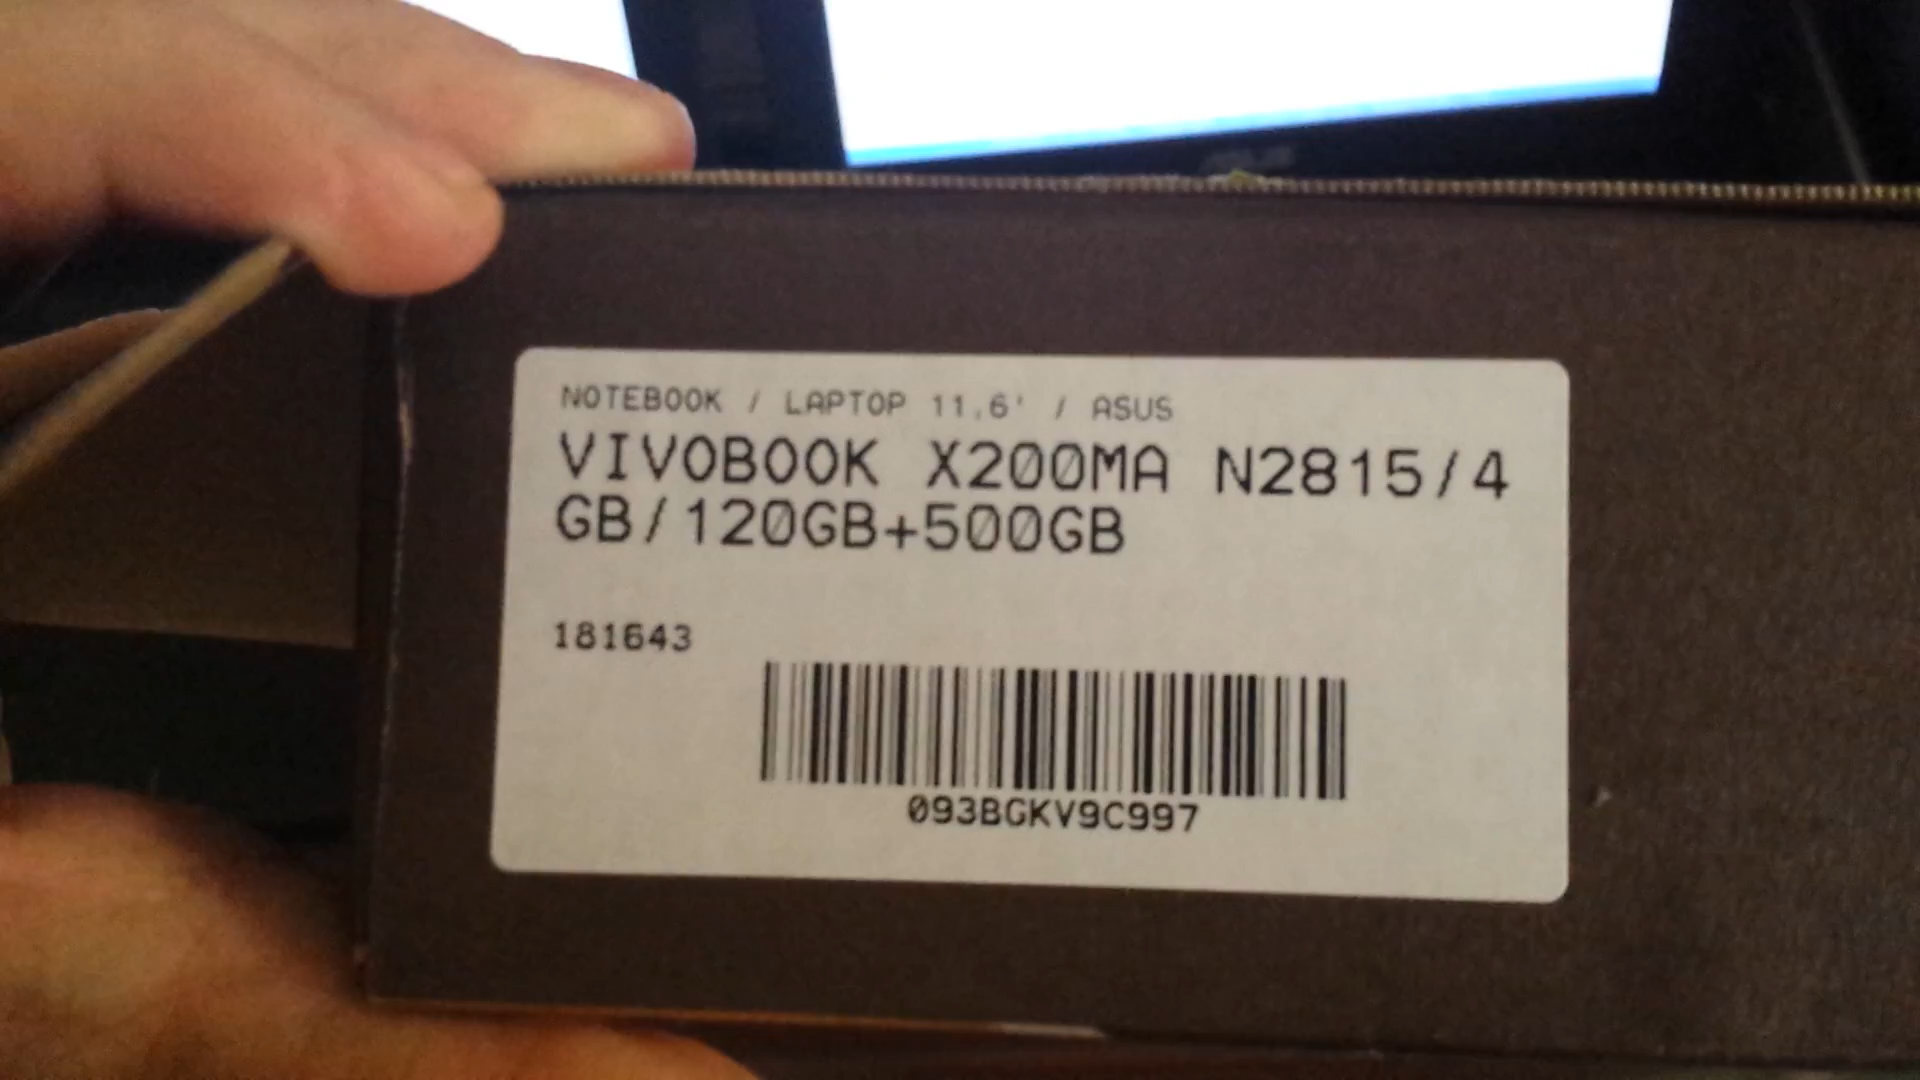 NOTEBOOK / LAPTOP 11.6' / ASUS
VIVOBOOK X200MA N2815/4
GB/120GB+500GB
181643
093BGKV9C997